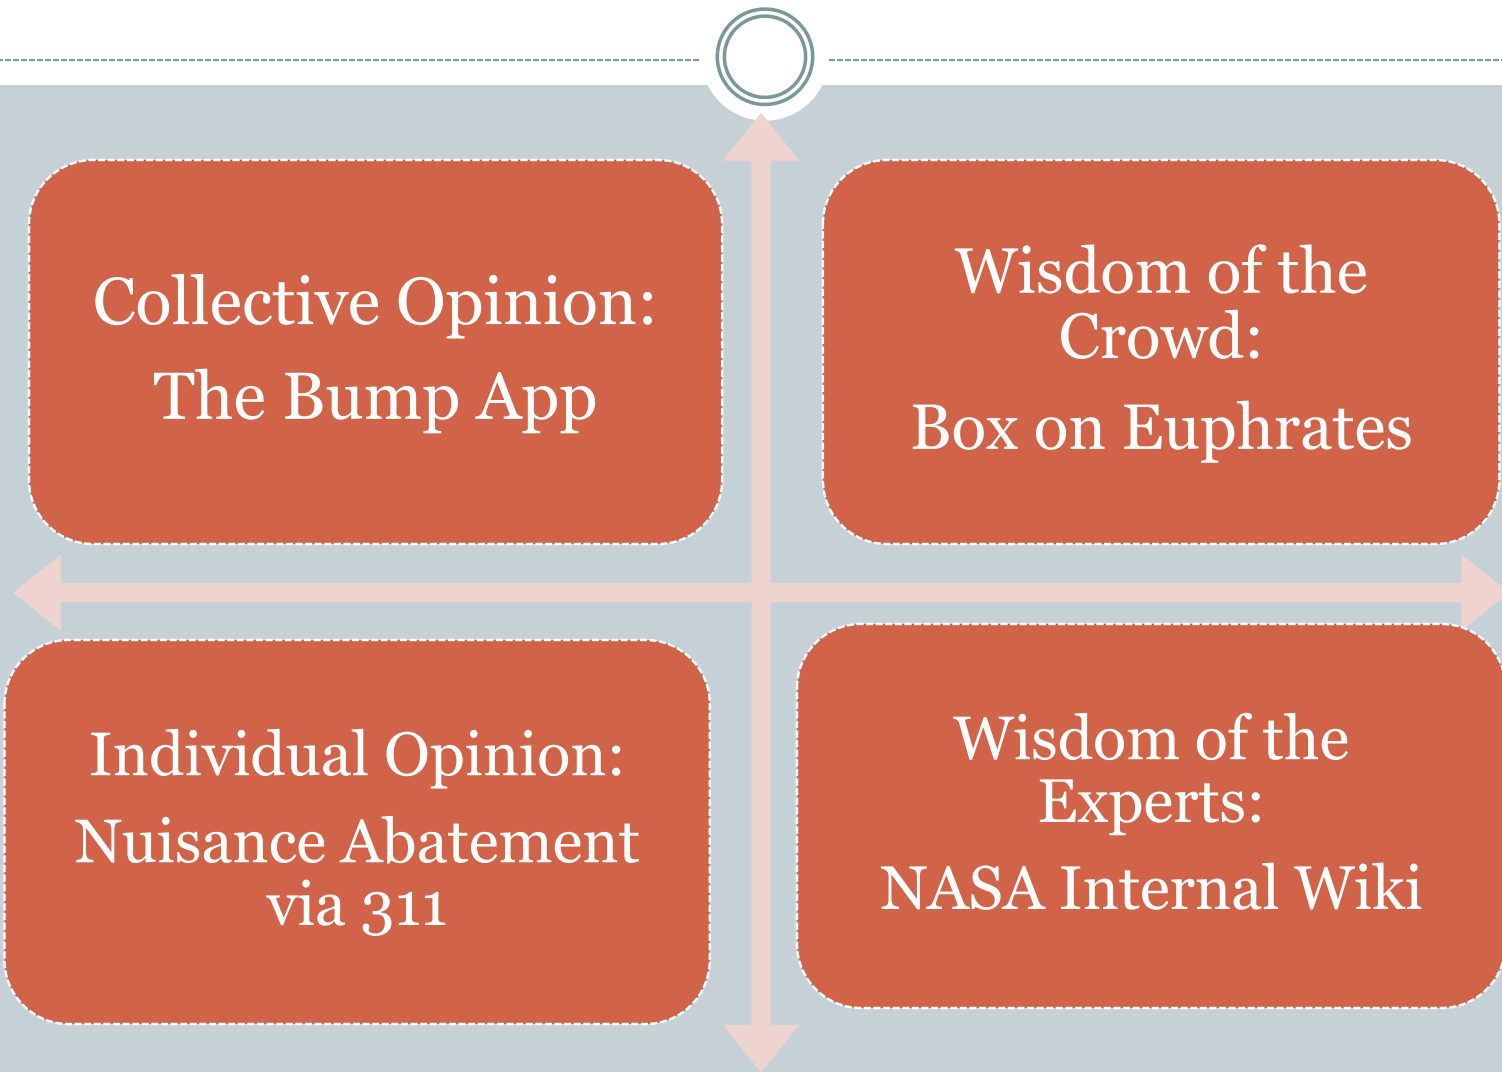 Collective Opinion:
The Bump App
Wisdom of the
Crowd:
Box on Euphrates
Individual Opinion:
Nuisance Abatement
via 311
Wisdom of the
Experts:
NASA Internal Wiki